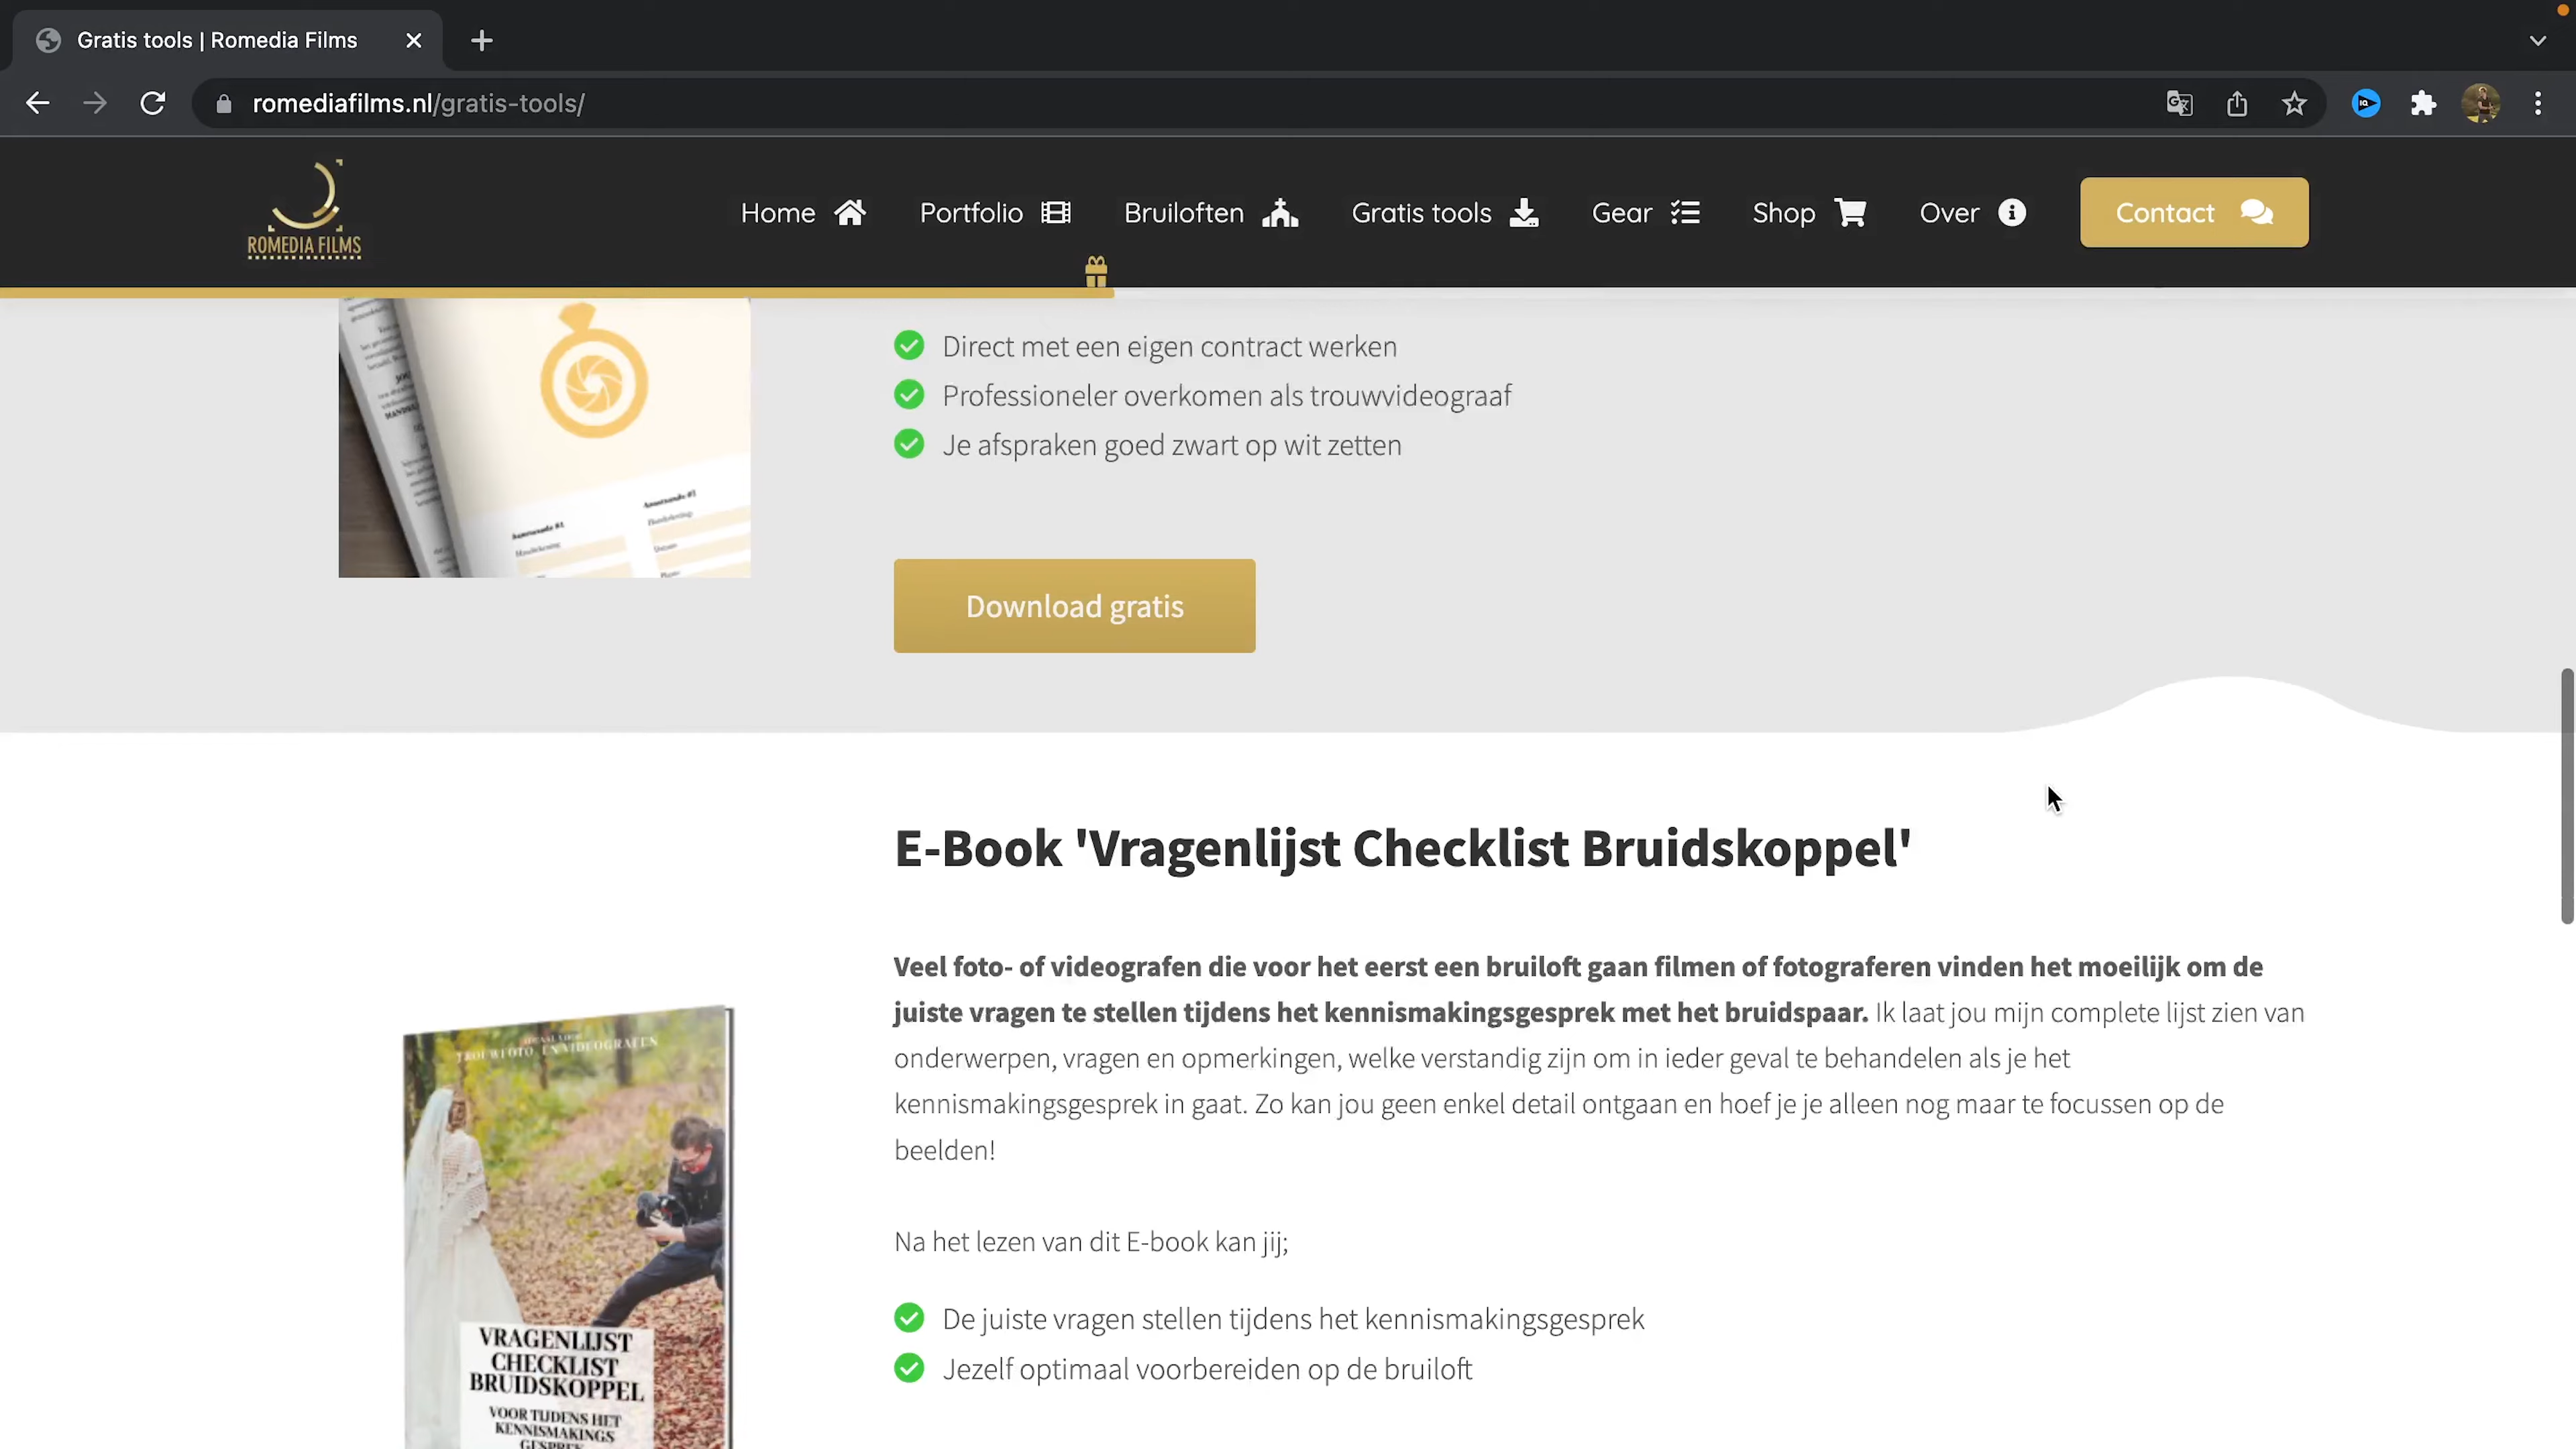 Gratis tools | Romedia Films
romediafilms.nl/gratis-tools/
ROMEDIA FILMS
Home
Portfolio
Bruiloften
Gratis tools
Gear
Shop
Over
Contact
Direct met een eigen contract werken
Professioneler overkomen als trouwvideograaf
Je afspraken goed zwart op wit zetten
Download gratis
E-Book 'Vragenlijst Checklist Bruidskoppel'
Veel foto- of videografen die voor het eerst een bruiloft gaan filmen of fotograferen vinden het moeilijk om de
juiste vragen te stellen tijdens het kennismakingsgesprek met het bruidspaar. Ik laat jou mijn complete lijst zien van
onderwerpen, vragen en opmerkingen, welke verstandig zijn om in ieder geval te behandelen als je het
kennismakingsgesprek in gaat. Zo kan jou geen enkel detail ontgaan en hoef je je alleen nog maar te focussen op de
beelden!
Na het lezen van dit E-book kan jij;
De juiste vragen stellen tijdens het kennismakingsgesprek
Jezelf optimaal voorbereiden op de bruiloft
TROUWFOTO- EN VIDEOGRAFEN
VRAGENLIJST
CHECKLIST
BRUIDSKOPPEL
VOOR TIJDENS HET
KENNISMAKINGS
GESPREK